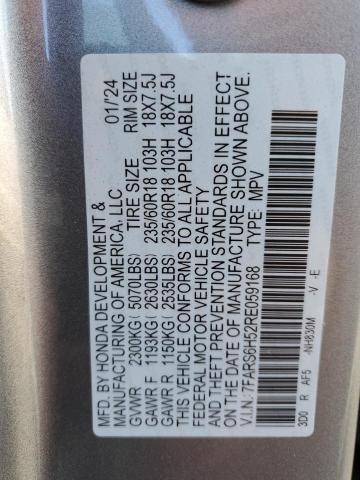 MFD. BY HONDA DEVELOPMENT &
MANUFACTURING OF AMERICA, LLC 01/'24
GVWR 2300KG ( 5070LBS) TIRE SIZE RIM SIZE
GAWR F 1193KG ( 2630LBS) 235/60R18 103H 18X7.5J
GAWR R 1150KG ( 2535LBS) 235/60R18 103H 18X7.5J
THIS VEHICLE CONFORMS TO ALL APPLICABLE
FEDERAL MOTOR VEHICLE SAFETY
AND THEFT PREVENTION STANDARDS IN EFFECT
ON THE DATE OF MANUFACTURE SHOWN ABOVE.
V.I.N.: 7FARS6H52RE059168 TYPE: MPV
3D0 R AF5 -NH830M -V -E